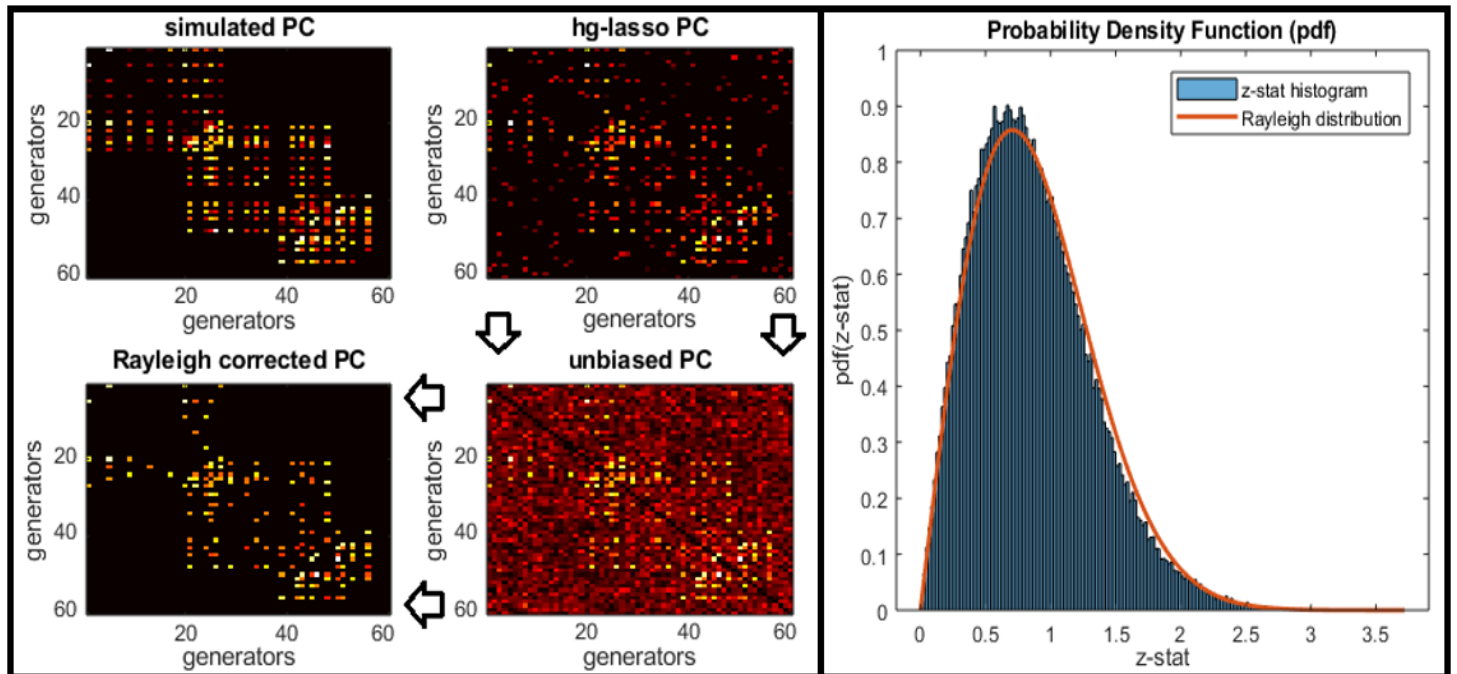 simulated PC
generators
20
40
60
20
40
60
generators
hg-lasso PC
generators
20
40
60
20
40
60
generators
Rayleigh corrected PC
generators
20
40
60
20
40
60
generators
unbiased PC
generators
20
40
60
20
40
60
generators
Probability Density Function (pdf)
z-stat histogram
Rayleigh distribution
pdf(z-stat)
1
0.9
0.8
0.7
0.6
0.5
0.4
0.3
0.2
0.1
0
0
0.5
1
1.5
2
2.5
3
3.5
z-stat